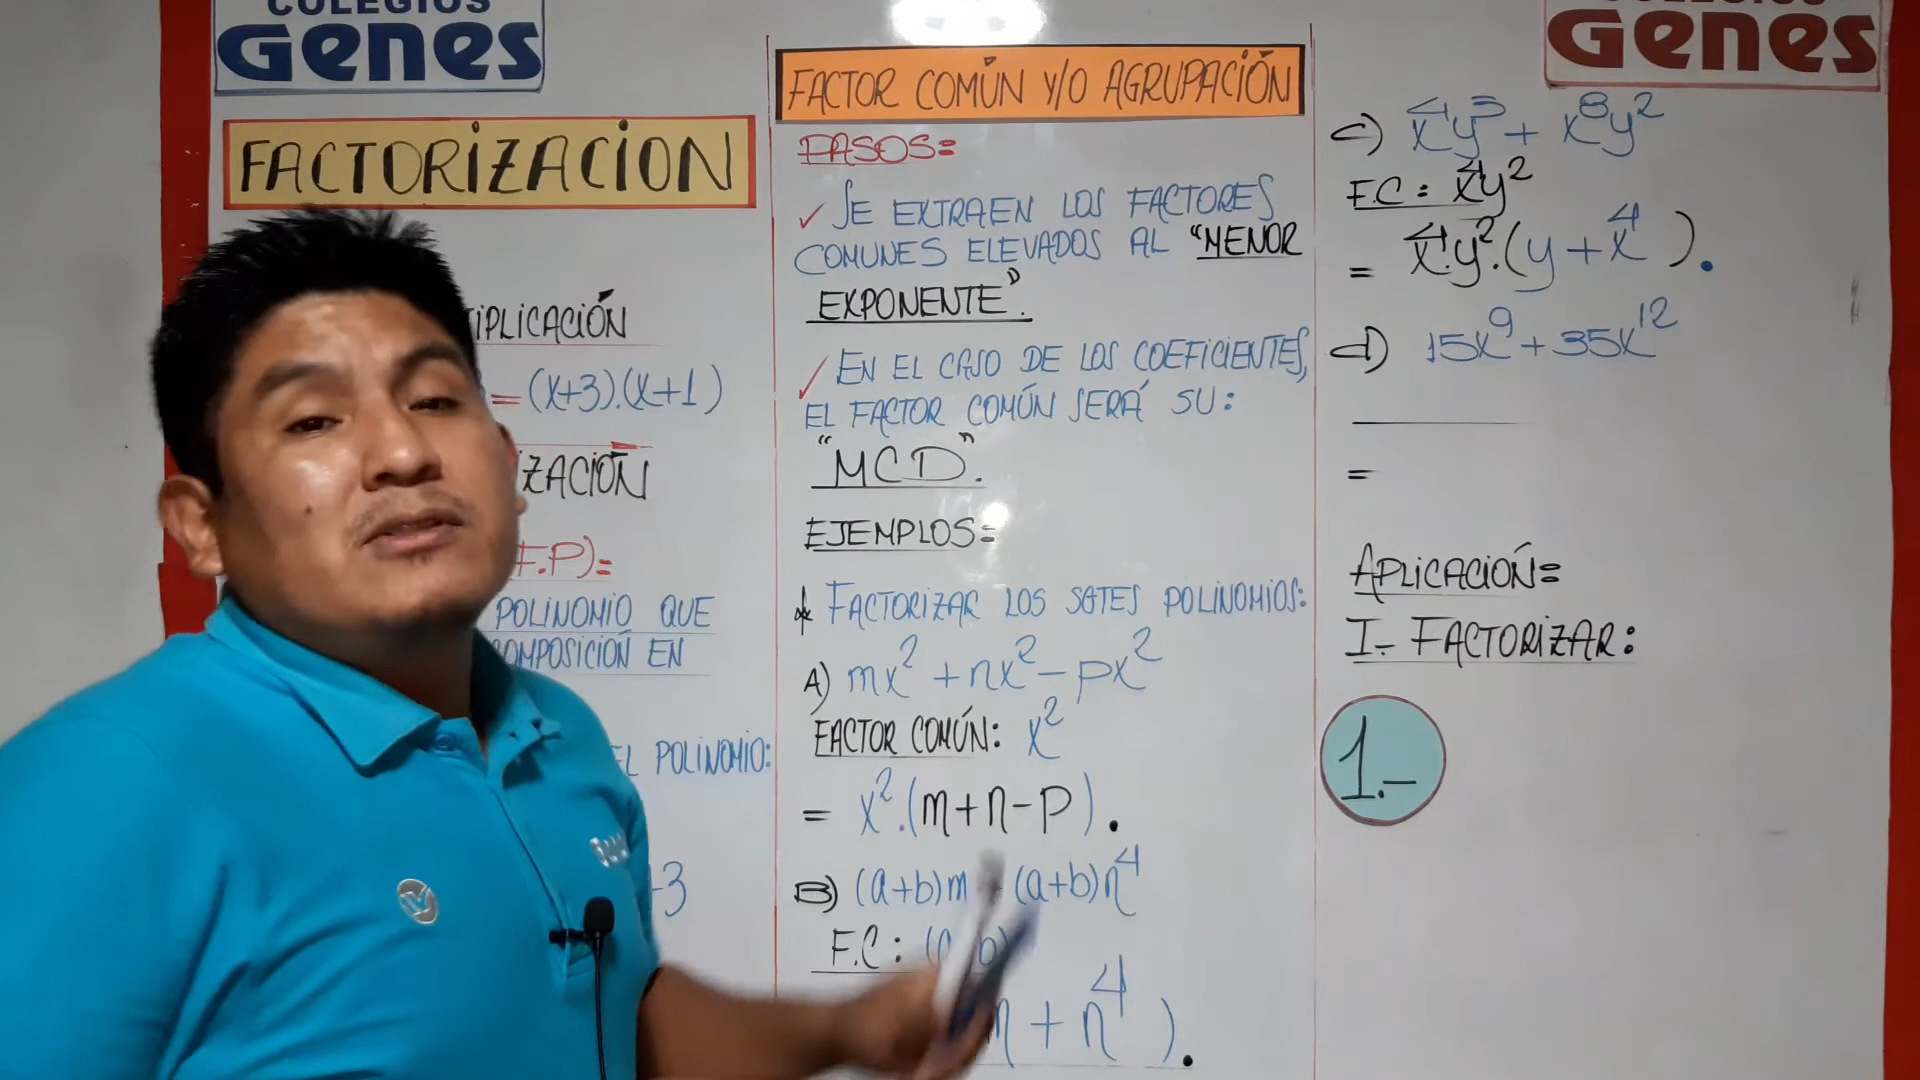 COLEGIOS
Genes
FACTORIZACION
= (x+3).(x+1)
F.P)=
POLINOMIO QUE
EN
EL POLINOMIO:
3
FACTOR COMÚN Y/O AGRUPACIÓN
PASOS=
✓ SE EXTRAEN LOS FACTORES
COMUNES ELEVADOS AL "MENOR
EXPONENTE".
✓ EN EL CASO DE LOS COEFICIENTES,
EL FACTOR COMÚN SERÁ SU:
"MCD".
EJEMPLOS=
* FACTORIZAR LOS SGTES POLINOMIOS:
A) mx² + nx² - px²
FACTOR COMÚN: x²
= x².(m+n-p).
B) (a+b)m (a+b)n⁴
F.C: (a b)
+ n⁴ ).
COLEGIOS
Genes
C) x⁴y³ + x⁸y²
F.C: x⁴y²
= x⁴.y².(y + x⁴ ).
d) 15x⁹ + 35x¹²
=
APLICACIÓN=
I.- FACTORIZAR:
1.-